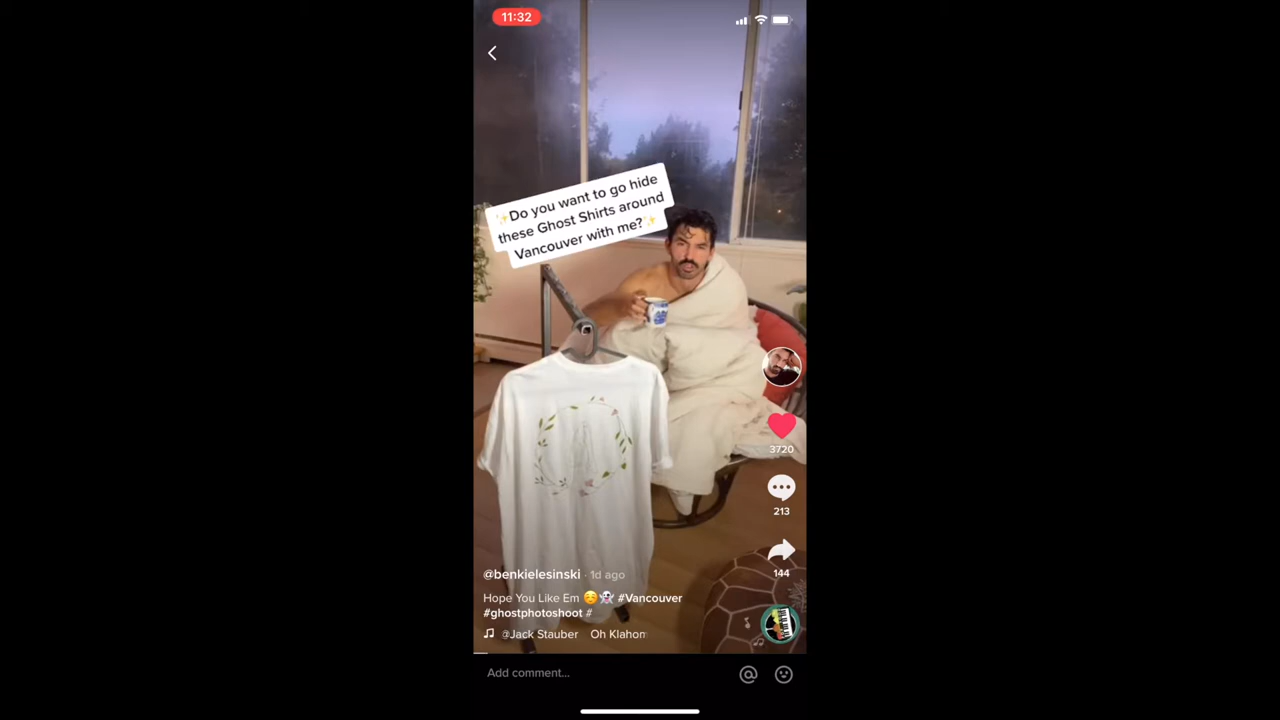 11:32
✨Do you want to go hide
these Ghost Shirts around
Vancouver with me?✨
3720
213
144
@benkielesinski · 1d ago
Hope You Like Em ☺️👻 #Vancouver
#ghostphotoshoot #
@Jack Stauber Oh Klahom
Add comment...